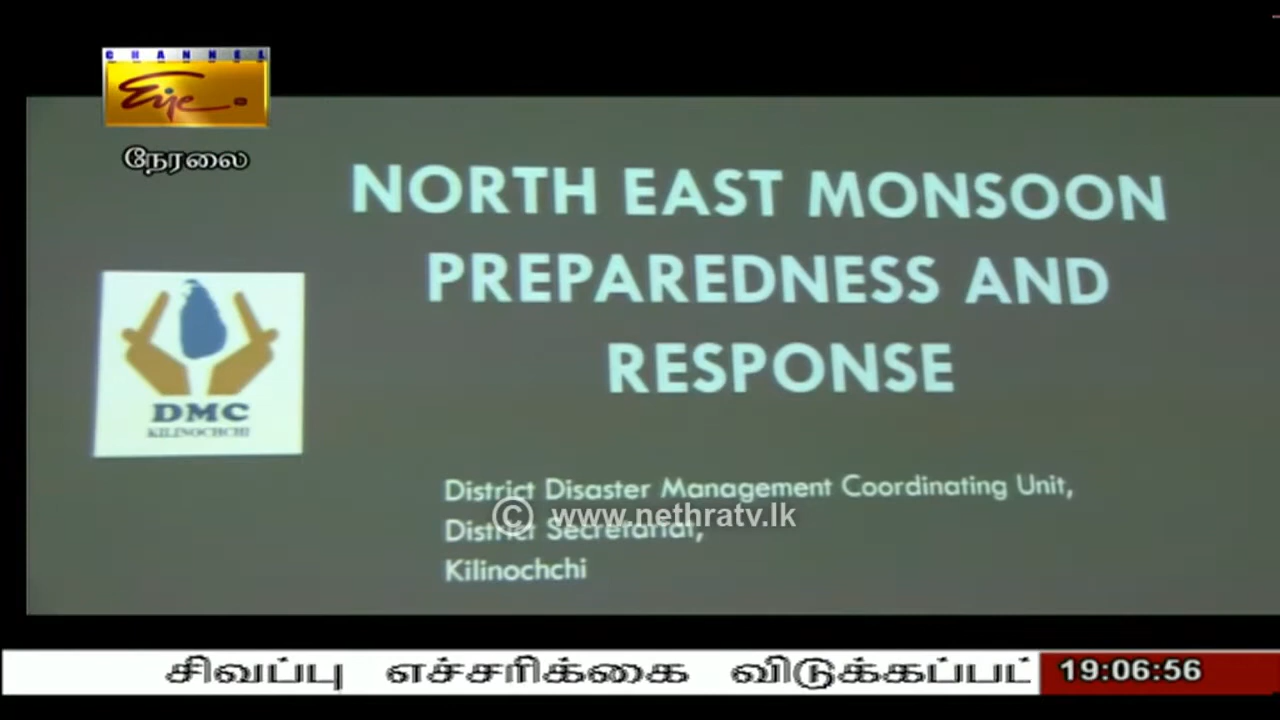 CHANNEL
Eye
நேரலை
NORTH EAST MONSOON
PREPAREDNESS AND
RESPONSE
DMC
KILINOCHCHI
District Disaster Management Coordinating Unit,
© www.nethratv.lk
District Secretariat,
Kilinochchi
சிவப்பு எச்சரிக்கை விடுக்கப்பட்
19:06:56